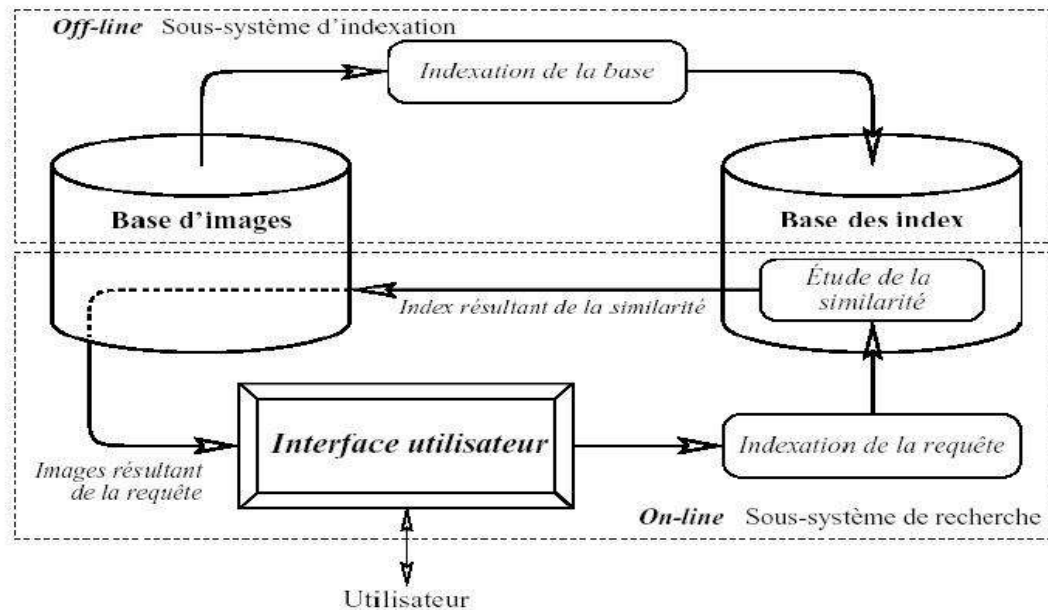 Off-line Sous-système d'indexation
Indexation de la base
Base d'images
Base des index
Étude de la
similarité
Index résultant de la similarité
Interface utilisateur
Indexation de la requête
Images résultant
de la requête
On-line Sous-système de recherche
Utilisateur